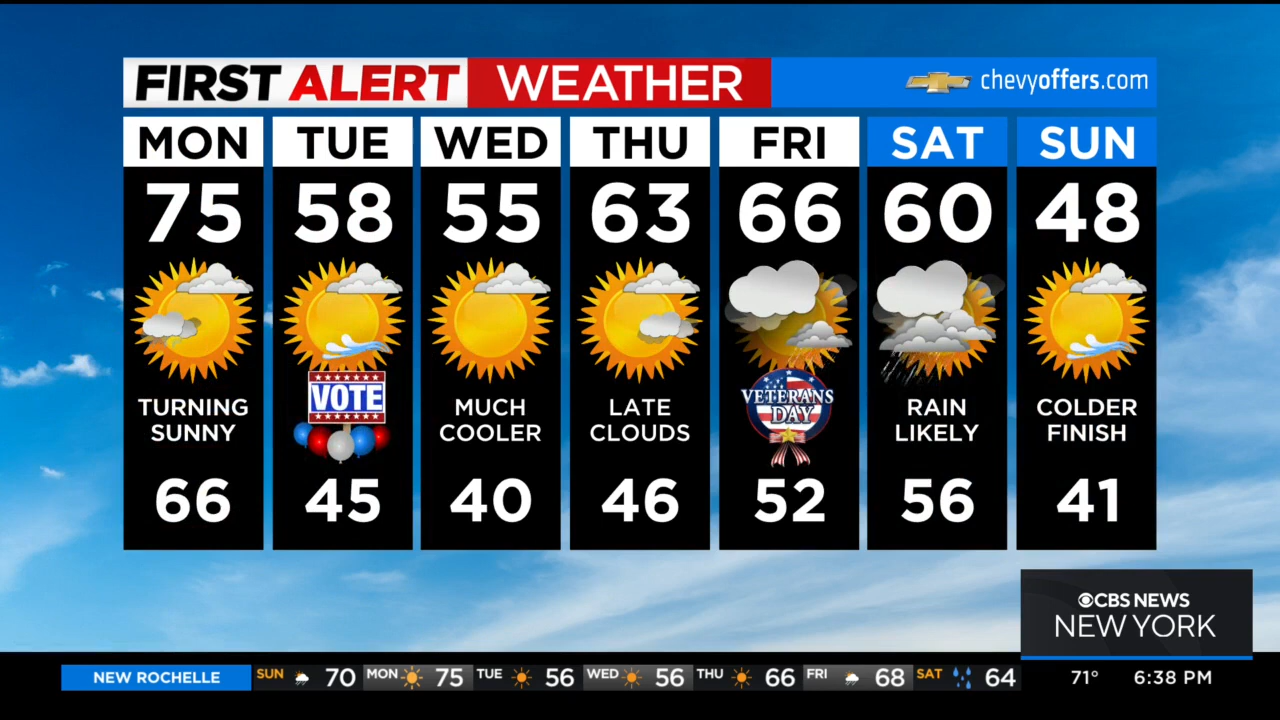 FIRST ALERT WEATHER
chevyoffers.com
MON TUE WED THU FRI SAT SUN
75 58 55 63 66 60 48
VOTE
VETERANS
DAY
TURNING MUCH LATE RAIN COLDER
SUNNY COOLER CLOUDS LIKELY FINISH
66 45 40 46 52 56 41
CBS NEWS
NEW YORK
NEW ROCHELLE SUN 70 MON 75 TUE 56 WED 56 THU 66 FRI 68 SAT 64 71° 6:38 PM